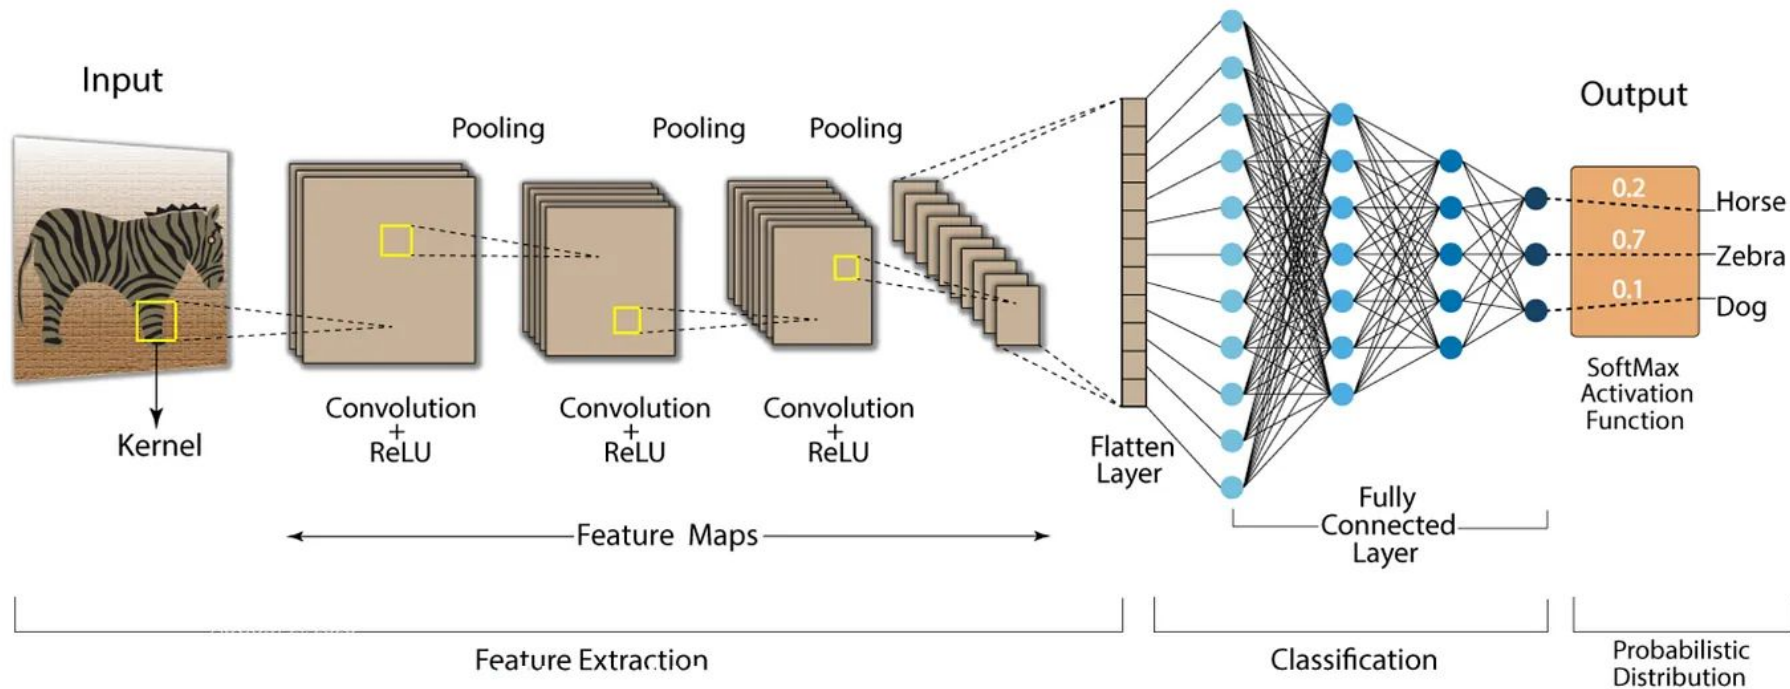 Input
Output
Pooling
Pooling
Pooling
0.2
Horse
0.7
Zebra
0.1
Dog
Kernel
Convolution
+
ReLU
Convolution
+
ReLU
Convolution
+
ReLU
Flatten
Layer
SoftMax
Activation
Function
Feature Maps
Fully
Connected
Layer
Feature Extraction
Classification
Probabilistic
Distribution